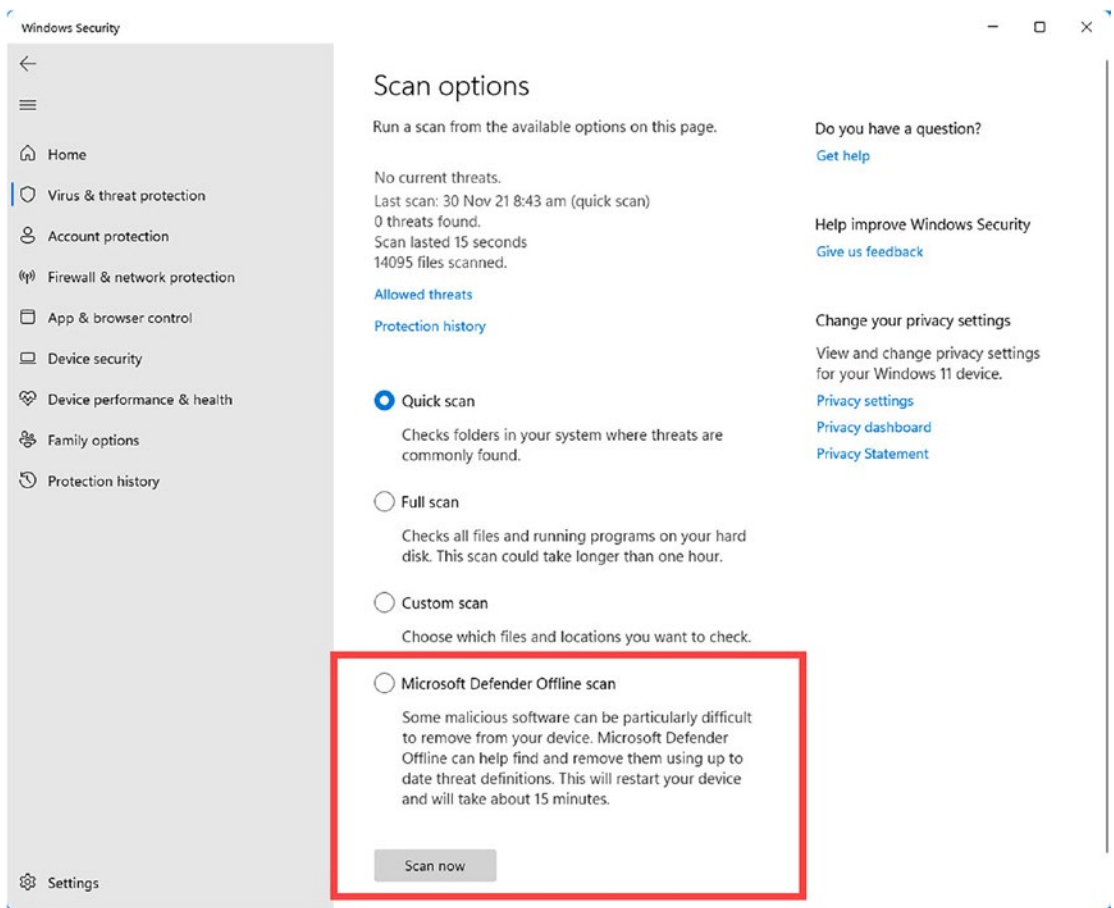 Windows Security
Home
Virus & threat protection
Account protection
Firewall & network protection
App & browser control
Device security
Device performance & health
Family options
Protection history
Settings
Scan options
Run a scan from the available options on this page.
No current threats.
Last scan: 30 Nov 21 8:43 am (quick scan)
0 threats found.
Scan lasted 15 seconds
14095 files scanned.
Allowed threats
Protection history
Quick scan
Checks folders in your system where threats are
commonly found.
Full scan
Checks all files and running programs on your hard
disk. This scan could take longer than one hour.
Custom scan
Choose which files and locations you want to check.
Microsoft Defender Offline scan
Some malicious software can be particularly difficult
to remove from your device. Microsoft Defender
Offline can help find and remove them using up to
date threat definitions. This will restart your device
and will take about 15 minutes.
Scan now
Do you have a question?
Get help
Help improve Windows Security
Give us feedback
Change your privacy settings
View and change privacy settings
for your Windows 11 device.
Privacy settings
Privacy dashboard
Privacy Statement